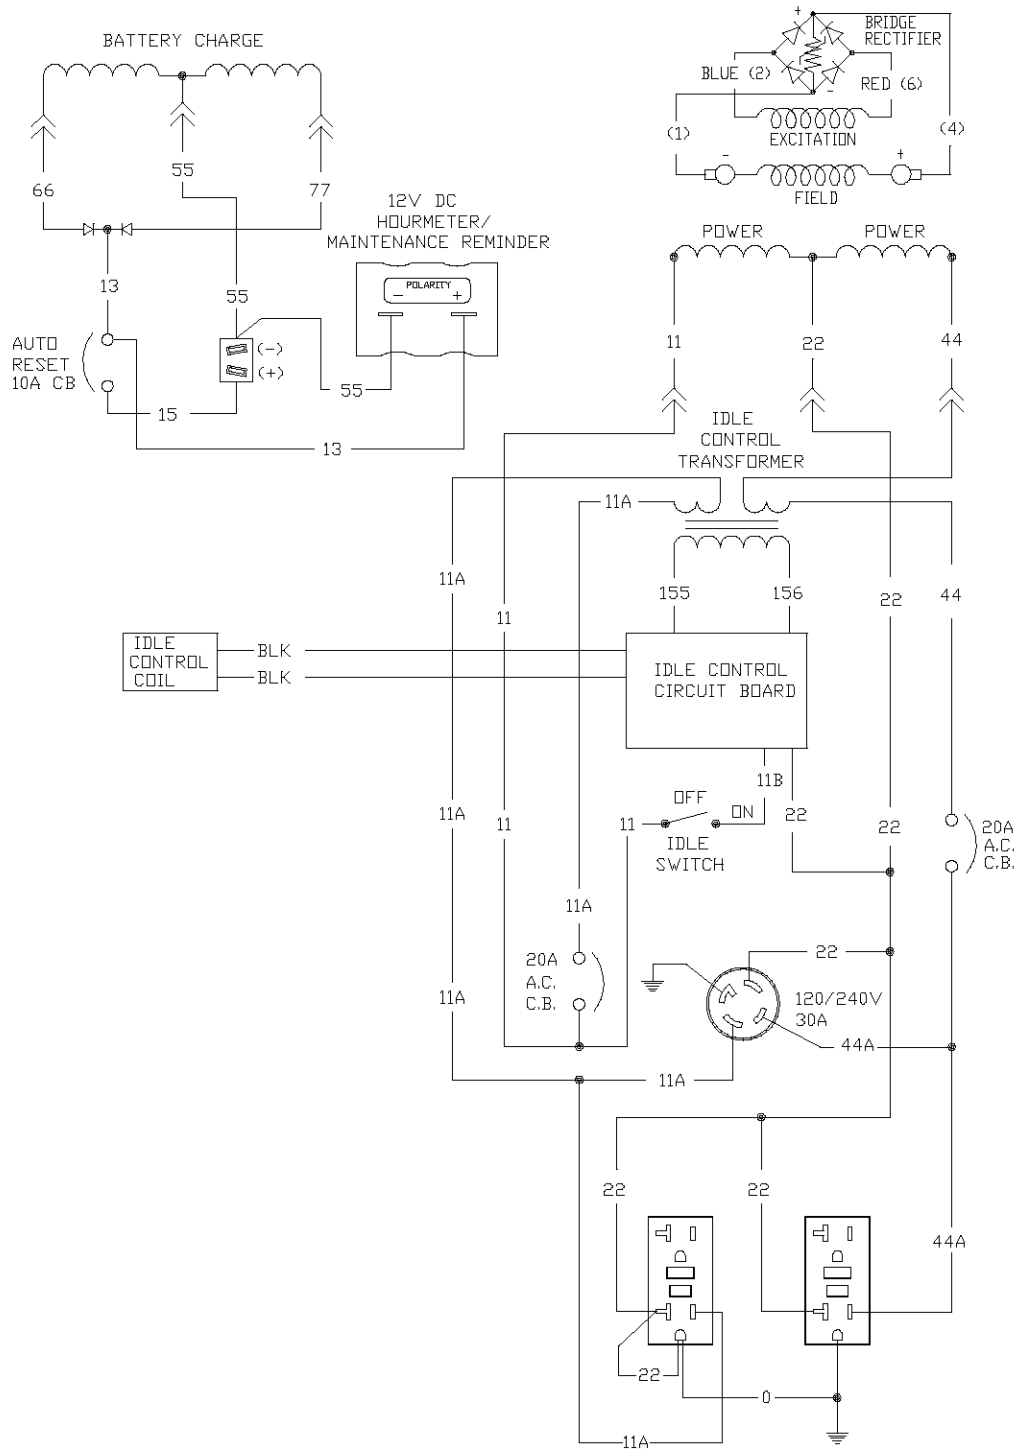 BATTERY CHARGE
66
55
77
13
55
AUTO
RESET
10A CB
15
(-)
(+)
12V DC
HOURMETER/
MAINTENANCE REMINDER
POLARITY
- +
55
13
+
BRIDGE
RECTIFIER
BLUE (2)
RED (6)
-
(1)
EXCITATION
(4)
- +
FIELD
POWER
POWER
11
22
44
IDLE
CONTROL
TRANSFORMER
11A
11A
155
156
22
44
11
IDLE
CONTROL
COIL
BLK
BLK
IDLE CONTROL
CIRCUIT BOARD
11B
OFF
ON
22
11A
11
11
IDLE
SWITCH
22
20A
A.C.
C.B.
11A
20A
A.C.
C.B.
22
11A
120/240V
30A
44A
11A
22
22
44A
22
0
11A